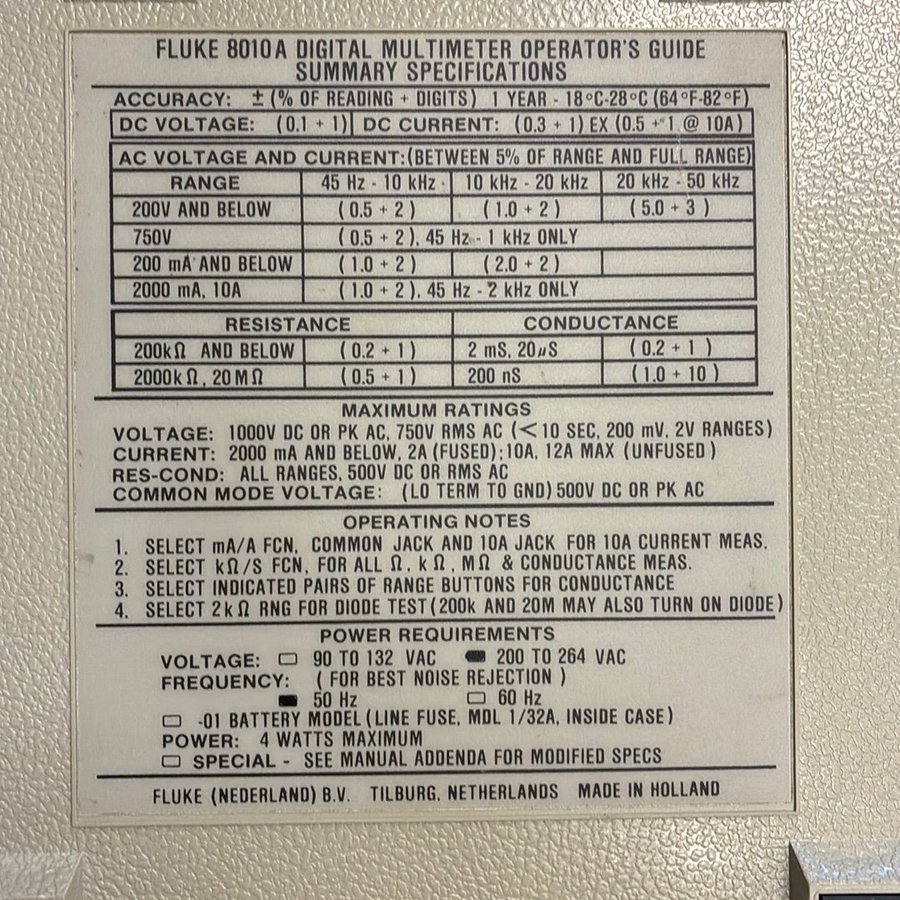 FLUKE 8010A DIGITAL MULTIMETER OPERATOR'S GUIDE
SUMMARY SPECIFICATIONS
ACCURACY: ± (% OF READING + DIGITS) 1 YEAR - 18°C-28°C (64°F-82°F)
DC VOLTAGE: (0.1 + 1) DC CURRENT: (0.3 + 1) EX (0.5 + 1 @ 10A)
AC VOLTAGE AND CURRENT: (BETWEEN 5% OF RANGE AND FULL RANGE)
RANGE 45 Hz - 10 kHz 10 kHz - 20 kHz 20 kHz - 50 kHz
200V AND BELOW (0.5 + 2) (1.0 + 2) (5.0 + 3)
750V (0.5 + 2), 45 Hz - 1 kHz ONLY
200 mA AND BELOW (1.0 + 2) (2.0 + 2)
2000 mA, 10A (1.0 + 2), 45 Hz - 2 kHz ONLY
RESISTANCE CONDUCTANCE
200kΩ AND BELOW (0.2 + 1) 2 mS, 20µS (0.2 + 1)
2000kΩ, 20MΩ (0.5 + 1) 200 nS (1.0 + 10)
MAXIMUM RATINGS
VOLTAGE: 1000V DC OR PK AC, 750V RMS AC (<10 SEC, 200 mV, 2V RANGES)
CURRENT: 2000 mA AND BELOW, 2A (FUSED); 10A, 12A MAX (UNFUSED)
RES-COND: ALL RANGES, 500V DC OR RMS AC
COMMON MODE VOLTAGE: (LO TERM TO GND) 500V DC OR PK AC
OPERATING NOTES
1. SELECT mA/A FCN, COMMON JACK AND 10A JACK FOR 10A CURRENT MEAS.
2. SELECT kΩ/S FCN, FOR ALL Ω, kΩ, MΩ & CONDUCTANCE MEAS.
3. SELECT INDICATED PAIRS OF RANGE BUTTONS FOR CONDUCTANCE
4. SELECT 2kΩ RNG FOR DIODE TEST (200k AND 20M MAY ALSO TURN ON DIODE)
POWER REQUIREMENTS
VOLTAGE: 90 TO 132 VAC 200 TO 264 VAC
FREQUENCY: (FOR BEST NOISE REJECTION)
50 Hz 60 Hz
-01 BATTERY MODEL (LINE FUSE, MDL 1/32A, INSIDE CASE)
POWER: 4 WATTS MAXIMUM
SPECIAL - SEE MANUAL ADDENDA FOR MODIFIED SPECS
FLUKE (NEDERLAND) B.V. TILBURG, NETHERLANDS MADE IN HOLLAND